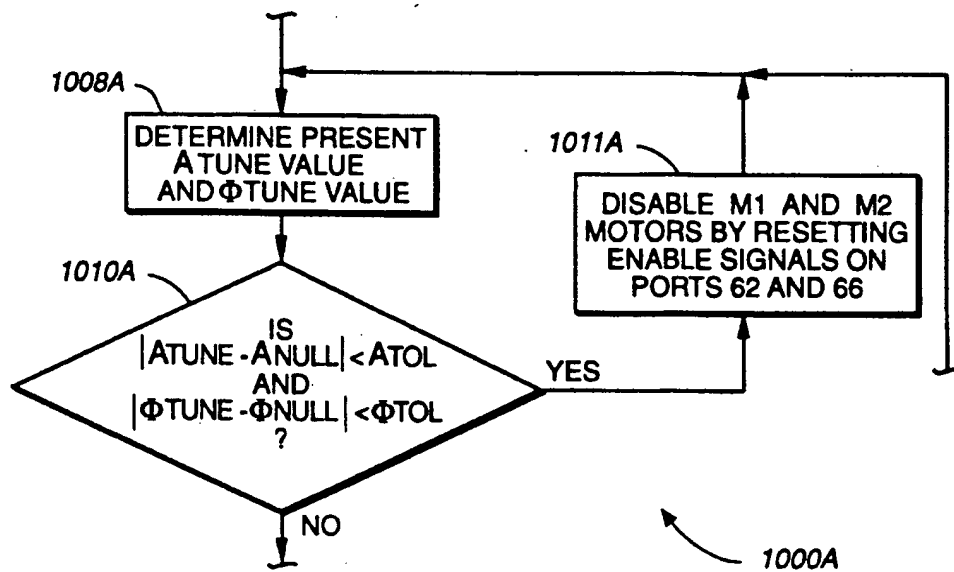 1008A
DETERMINE PRESENT
A TUNE VALUE
AND ΦTUNE VALUE
1011A
DISABLE M1 AND M2
MOTORS BY RESETTING
ENABLE SIGNALS ON
PORTS 62 AND 66
1010A
IS
|ATUNE - ANULL| < ATOL
AND
|ΦTUNE - ΦNULL| < ΦTOL
?
YES
NO
1000A